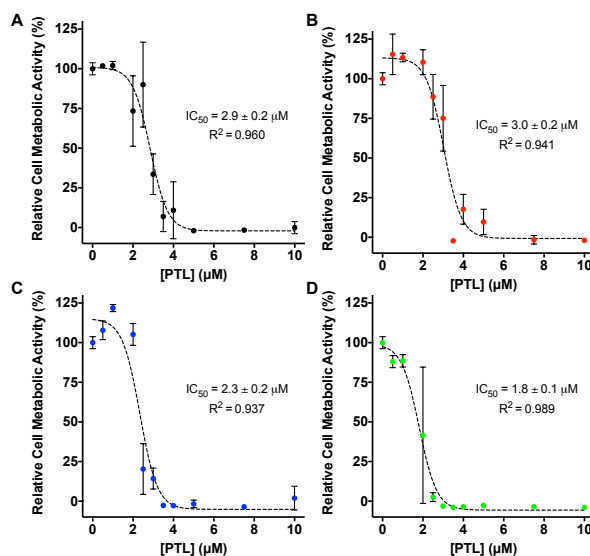 A
Relative Cell Metabolic Activity (%)
125
100
75
50
25
0
IC50 = 2.9 ± 0.2 µM
R2 = 0.960
0 2 4 6 8 10
[PTL] (µM)
B
Relative Cell Metabolic Activity (%)
125
100
75
50
25
0
IC50 = 3.0 ± 0.2 µM
R2 = 0.941
0 2 4 6 8 10
[PTL] (µM)
C
Relative Cell Metabolic Activity (%)
125
100
75
50
25
0
IC50 = 2.3 ± 0.2 µM
R2 = 0.937
0 2 4 6 8 10
[PTL] (µM)
D
Relative Cell Metabolic Activity (%)
125
100
75
50
25
0
IC50 = 1.8 ± 0.1 µM
R2 = 0.989
0 2 4 6 8 10
[PTL] (µM)